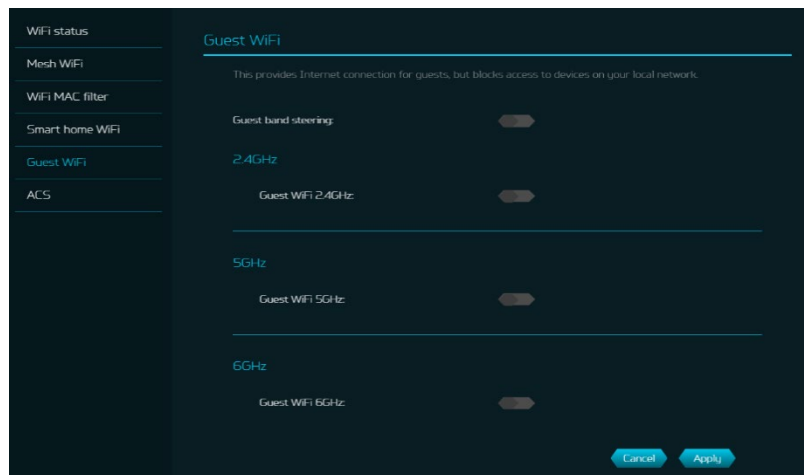 WiFi status
Mesh WiFi
WiFi MAC filter
Smart home WiFi
Guest WiFi
ACS
Guest WiFi
This provides Internet connection for guests, but blocks access to devices on your local network.
Guest band steering:
2.4GHz
Guest WiFi 2.4GHz:
5GHz
Guest WiFi 5GHz:
6GHz
Guest WiFi 6GHz:
Cancel Apply